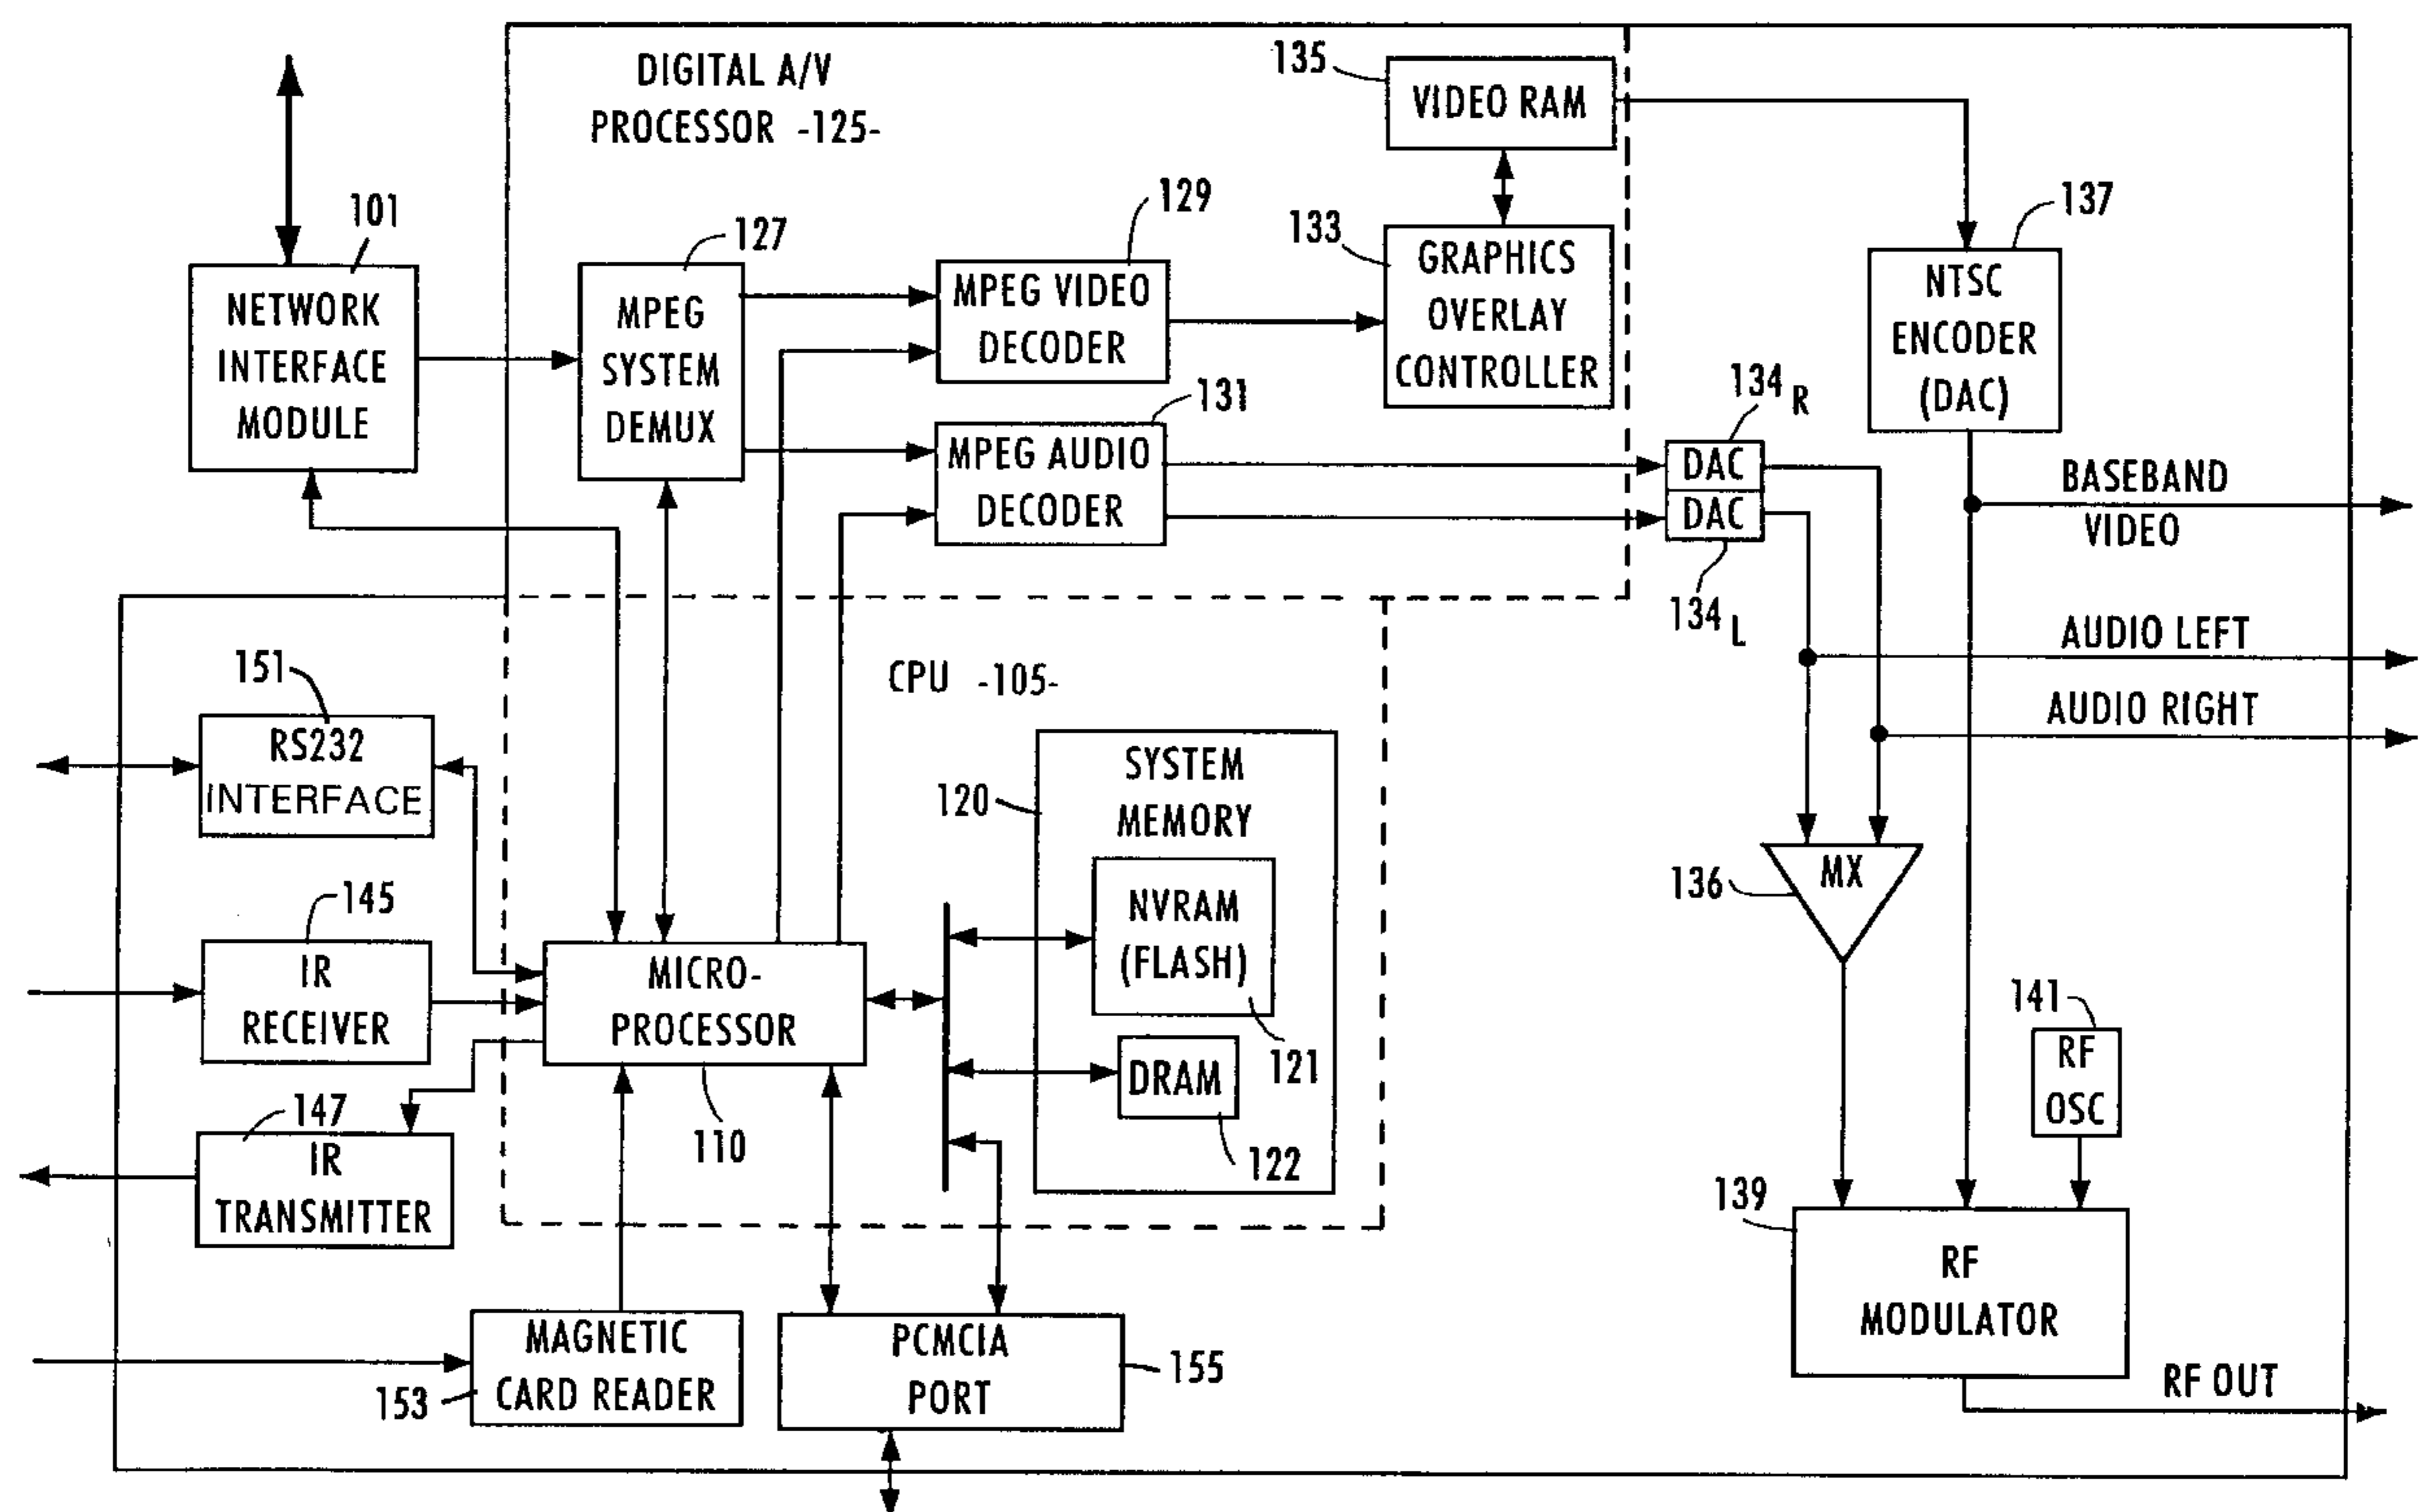 DIGITAL A/V
PROCESSOR -125-
135
VIDEO RAM
101
NETWORK
INTERFACE
MODULE
127
MPEG
SYSTEM
DEMUX
129
MPEG VIDEO
DECODER
133
GRAPHICS
OVERLAY
CONTROLLER
137
NTSC
ENCODER
(DAC)
131
MPEG AUDIO
DECODER
134R
DAC
DAC
134L
BASEBAND
VIDEO
AUDIO LEFT
AUDIO RIGHT
CPU -105-
151
RS232
INTERFACE
120
SYSTEM
MEMORY
NVRAM
(FLASH)
121
DRAM
122
136
MX
145
IR
RECEIVER
MICRO-
PROCESSOR
110
147
IR
TRANSMITTER
141
RF
OSC
139
RF
MODULATOR
RF OUT
MAGNETIC
CARD READER
153
PCMCIA
PORT
155